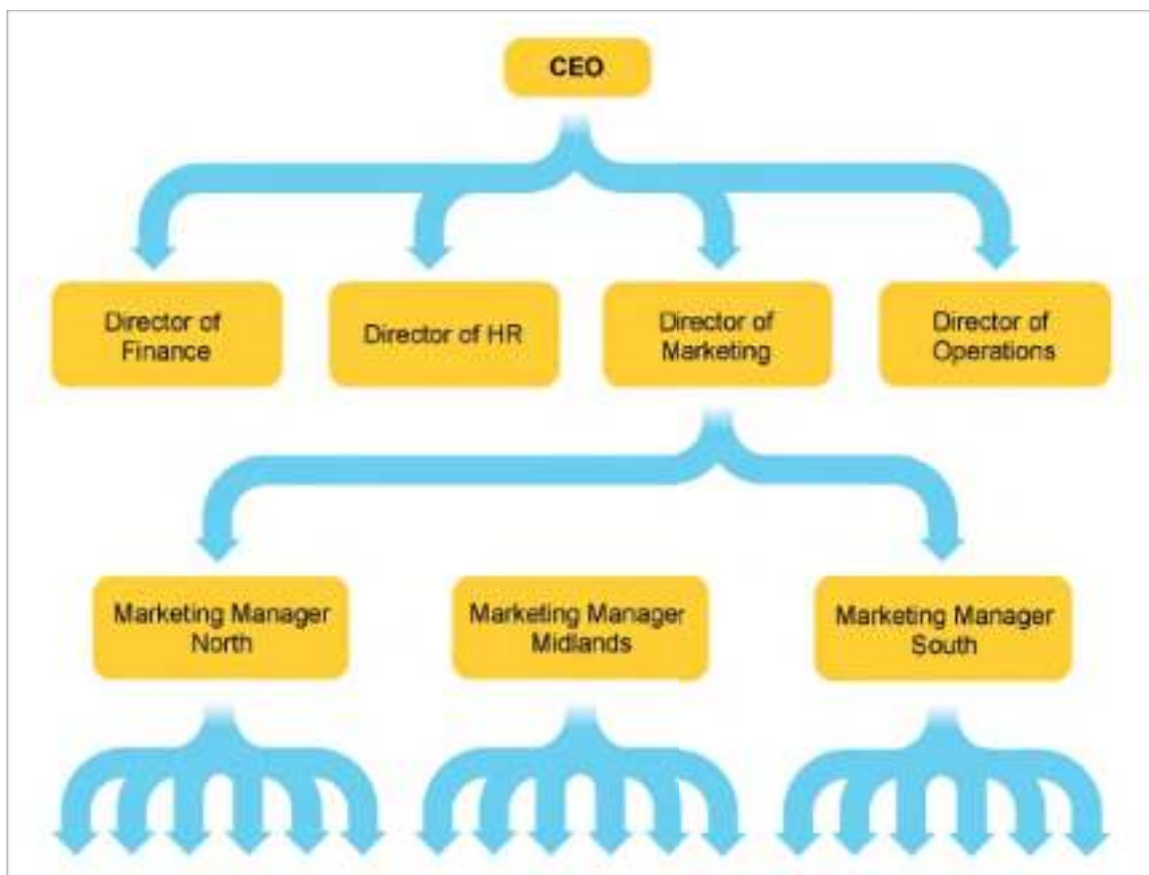 CEO
Director of
Finance
Director of HR
Director of
Marketing
Director of
Operations
Marketing Manager
North
Marketing Manager
Midlands
Marketing Manager
South